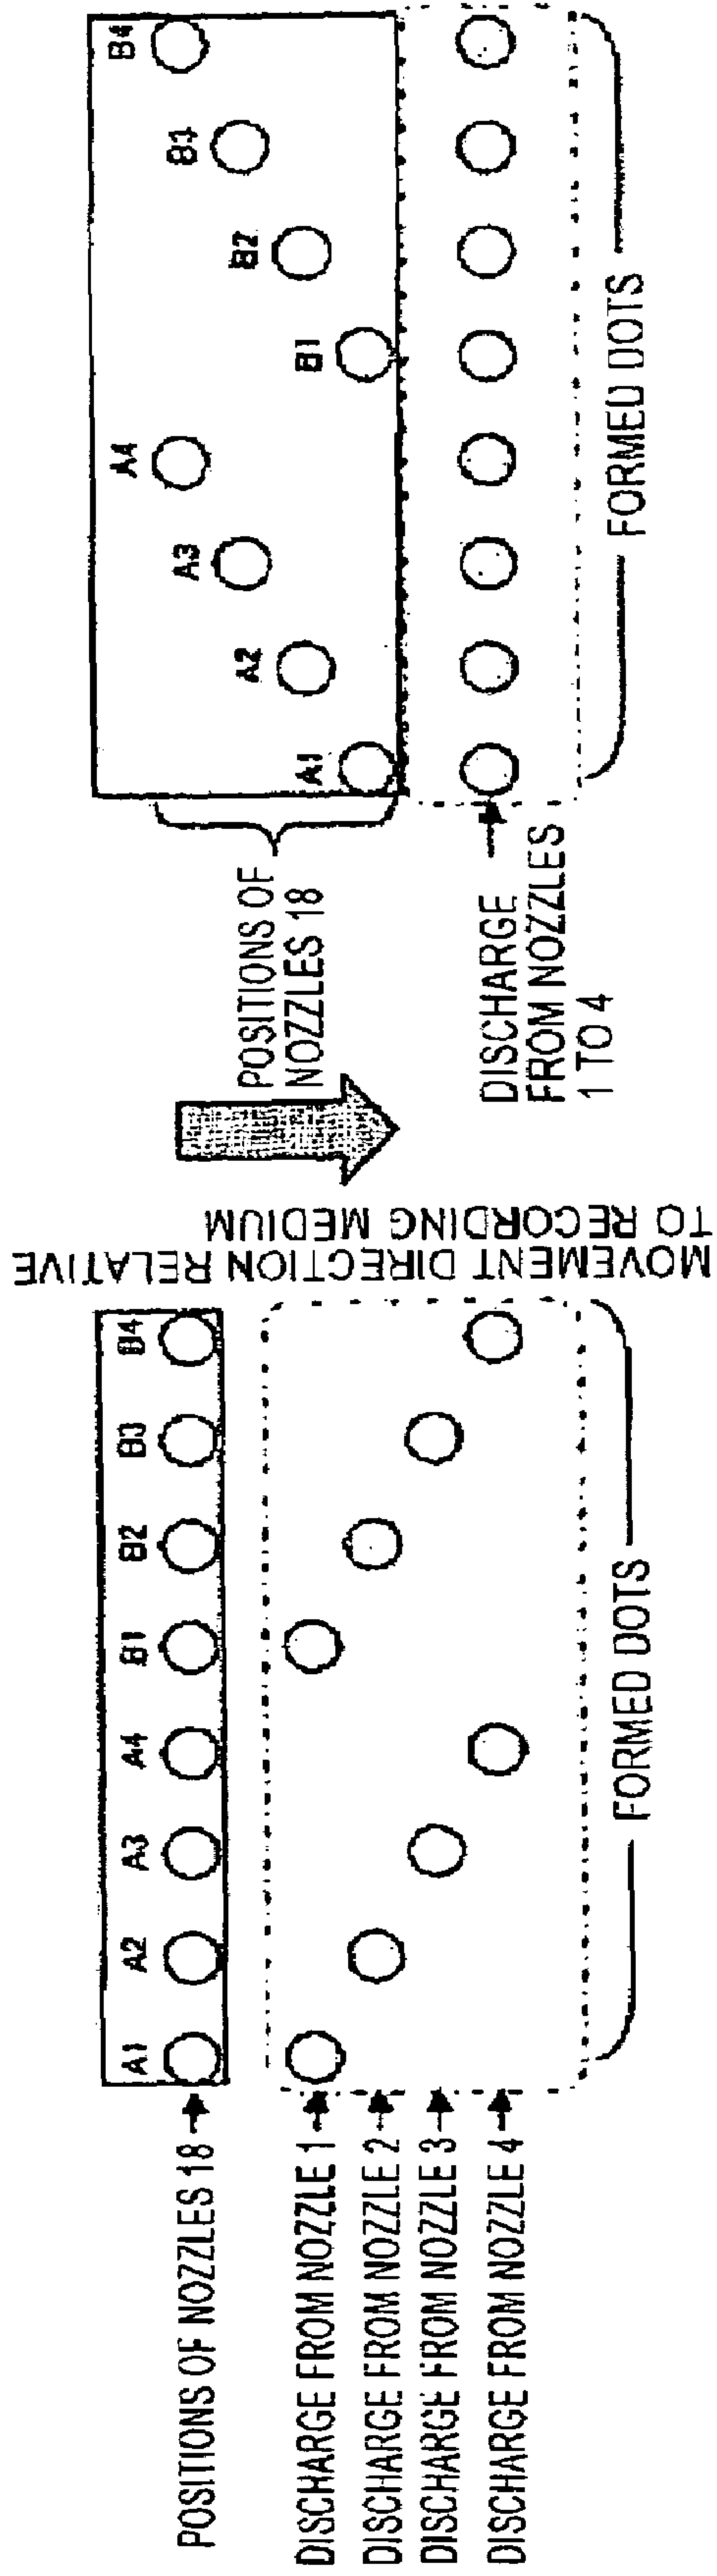 POSITIONS OF NOZZLES 18
A1 A2 A3 A4 B1 B2 B3 B4
DISCHARGE FROM NOZZLE 1
DISCHARGE FROM NOZZLE 2
DISCHARGE FROM NOZZLE 3
DISCHARGE FROM NOZZLE 4
FORMED DOTS
MOVEMENT DIRECTION RELATIVE
TO RECORDING MEDIUM
POSITIONS OF
NOZZLES 18
A1 A2 A3 A4 B1 B2 B3 B4
DISCHARGE
FROM NOZZLES
1 TO 4
FORMED DOTS